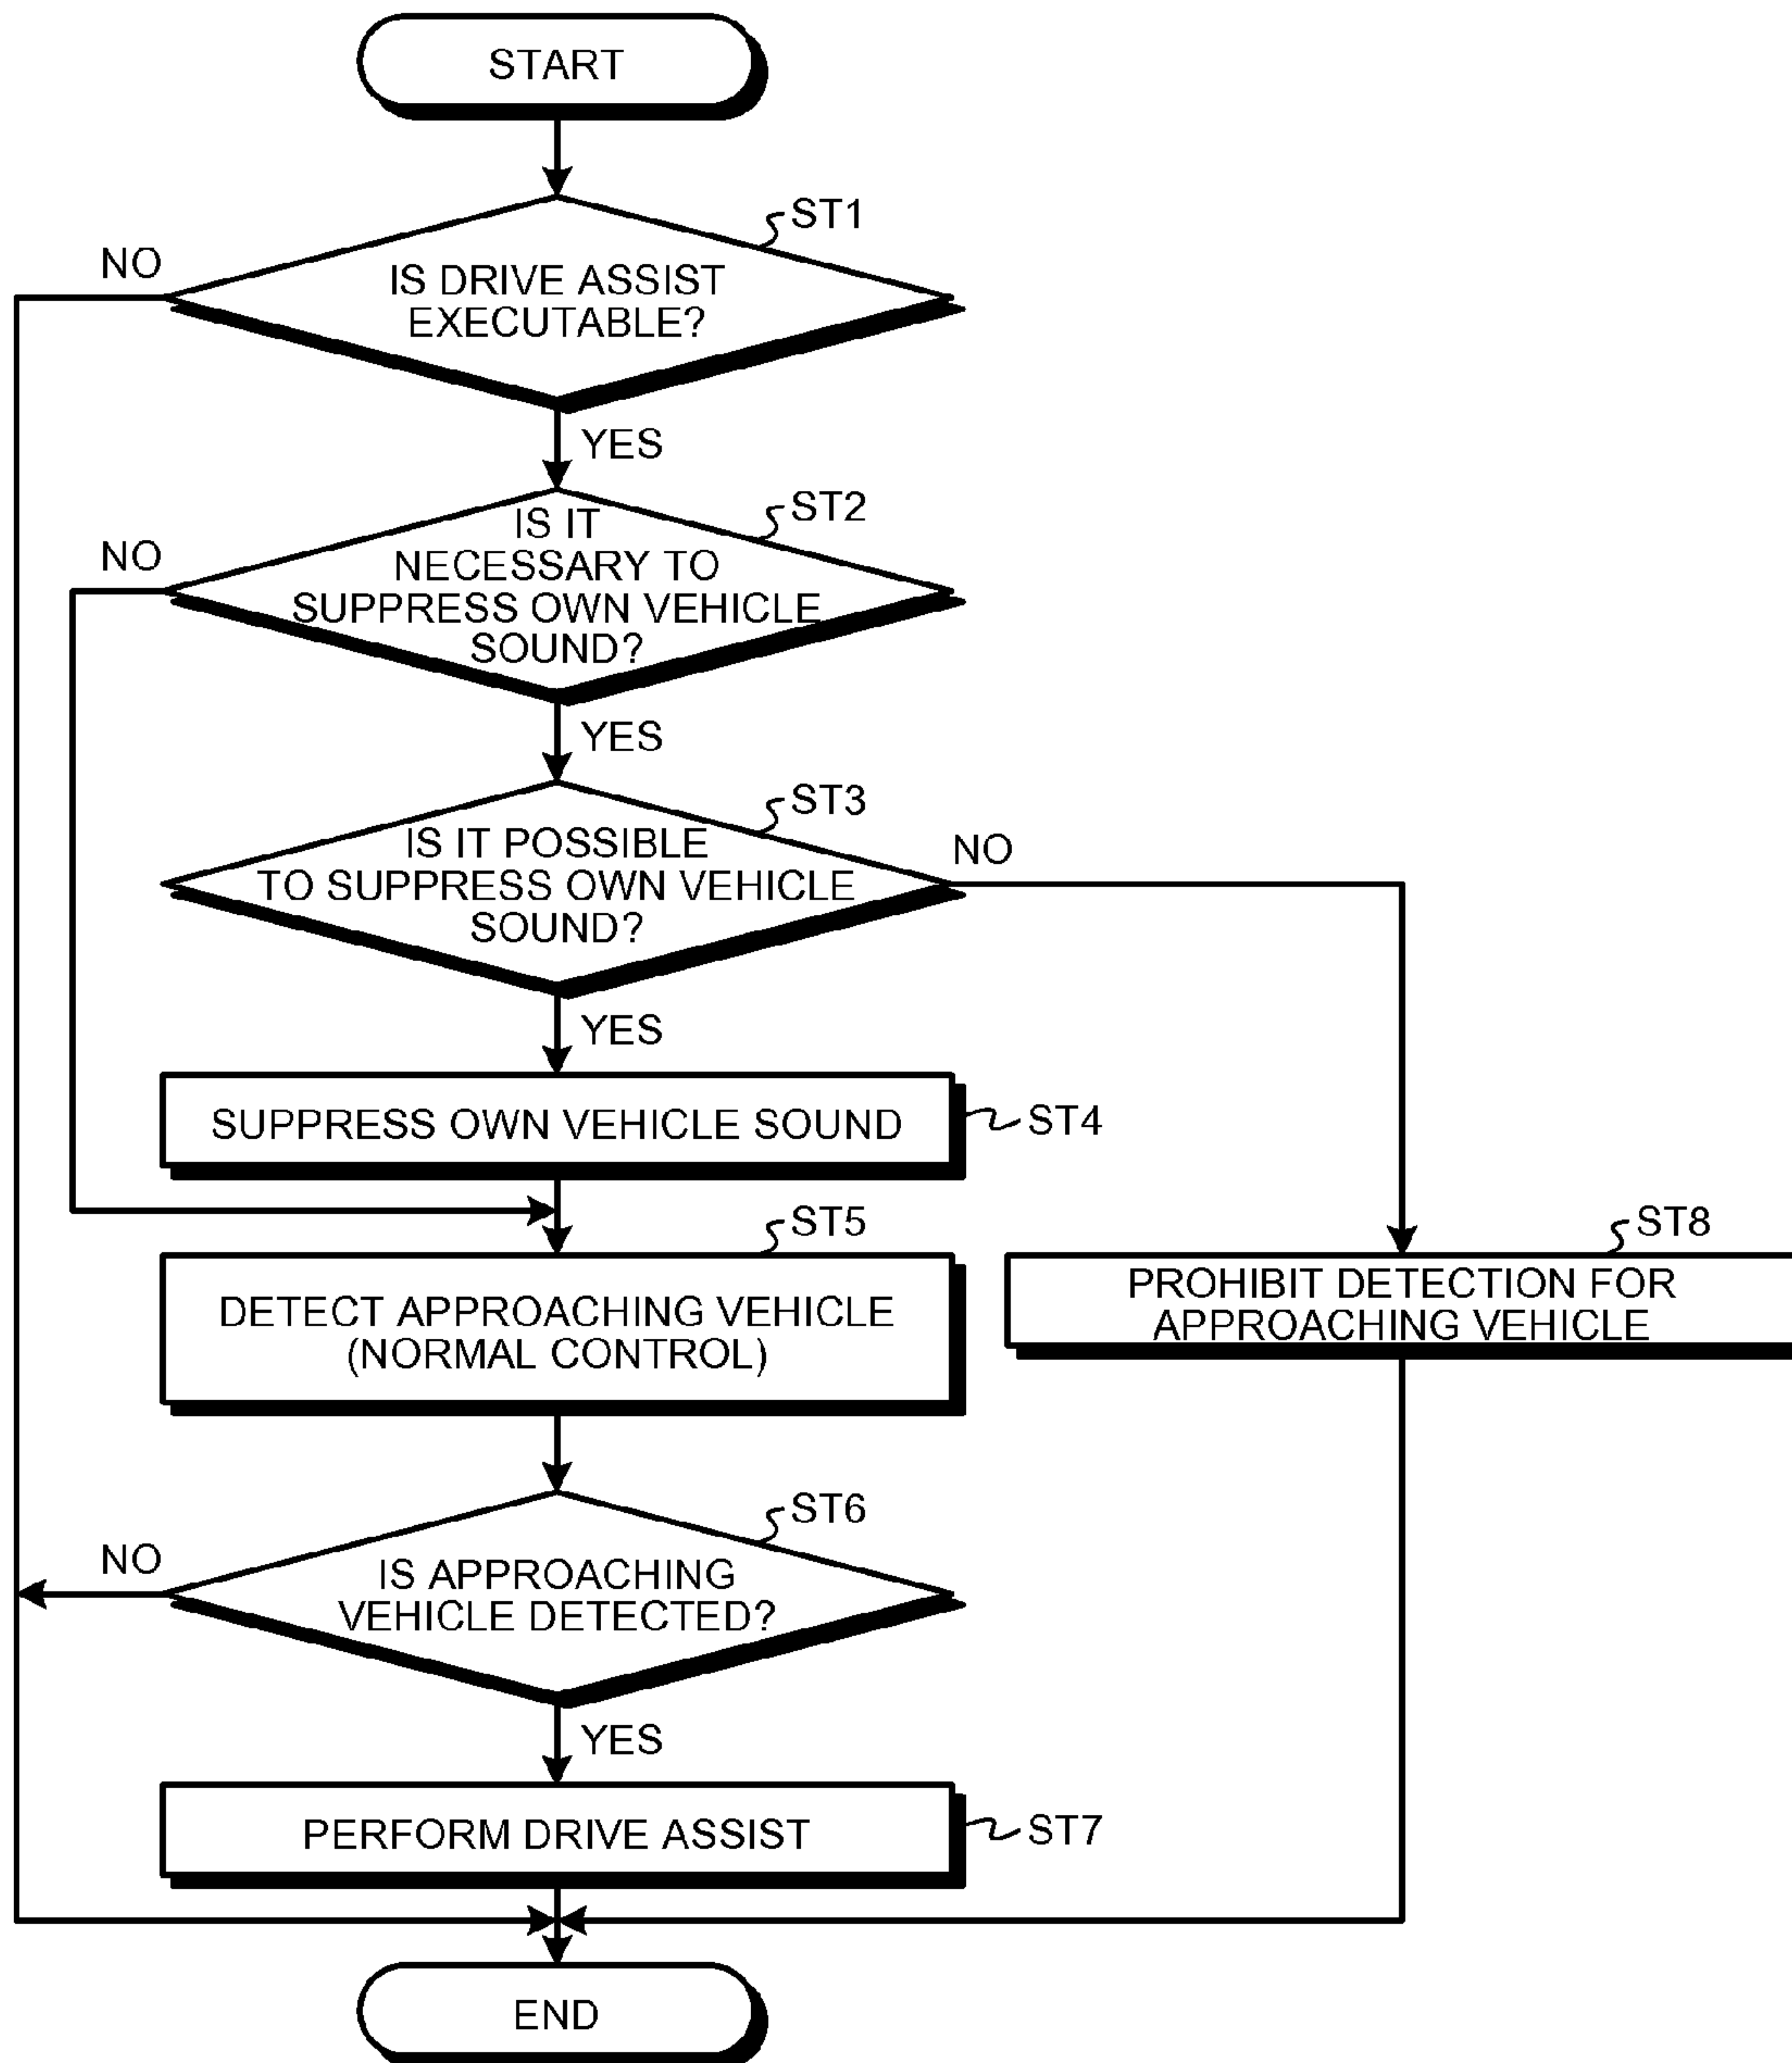 START
ST1
NO
IS DRIVE ASSIST
EXECUTABLE?
YES
ST2
NO
IS IT
NECESSARY TO
SUPPRESS OWN VEHICLE
SOUND?
YES
ST3
NO
IS IT POSSIBLE
TO SUPPRESS OWN VEHICLE
SOUND?
YES
SUPPRESS OWN VEHICLE SOUND
ST4
ST5
DETECT APPROACHING VEHICLE
(NORMAL CONTROL)
ST8
PROHIBIT DETECTION FOR
APPROACHING VEHICLE
ST6
NO
IS APPROACHING
VEHICLE DETECTED?
YES
PERFORM DRIVE ASSIST
ST7
END